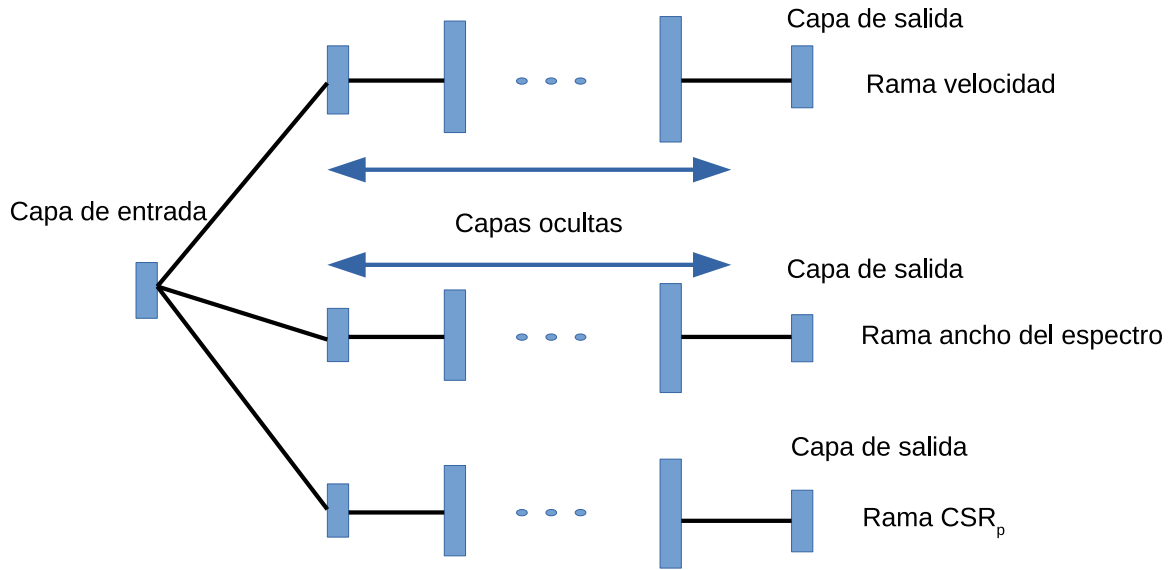 Capa de salida
Rama velocidad
Capa de entrada
Capas ocultas
Capa de salida
Rama ancho del espectro
Capa de salida
Rama CSRp